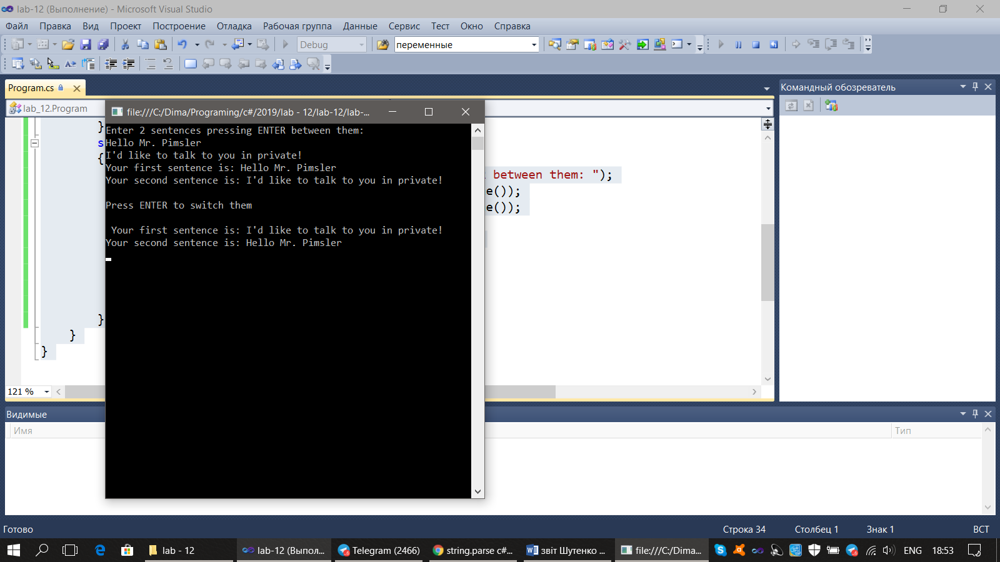 lab-12 (Выполнение) - Microsoft Visual Studio
Файл Правка Вид Проект Построение Отладка Рабочая группа Данные Сервис Тест Окно Справка
Debug переменные
Program.cs
Командный обозреватель
lab_12.Program
file:///C:/Dima/Programing/c#/2019/lab - 12/lab-12/lab-...
}
s
{
between them: ");
e());
e());
}
}
}
Enter 2 sentences pressing ENTER between them:
Hello Mr. Pimsler
I'd like to talk to you in private!
Your first sentence is: Hello Mr. Pimsler
Your second sentence is: I'd like to talk to you in private!
Press ENTER to switch them
Your first sentence is: I'd like to talk to you in private!
Your second sentence is: Hello Mr. Pimsler
121 %
Видимые
Имя Тип
Готово Строка 34 Столбец 1 Знак 1 ВСТ
lab - 12 lab-12 (Выпол... Telegram (2466) string.parse c#... звіт Шутенко ... file:///C:/Dima... ENG 18:53